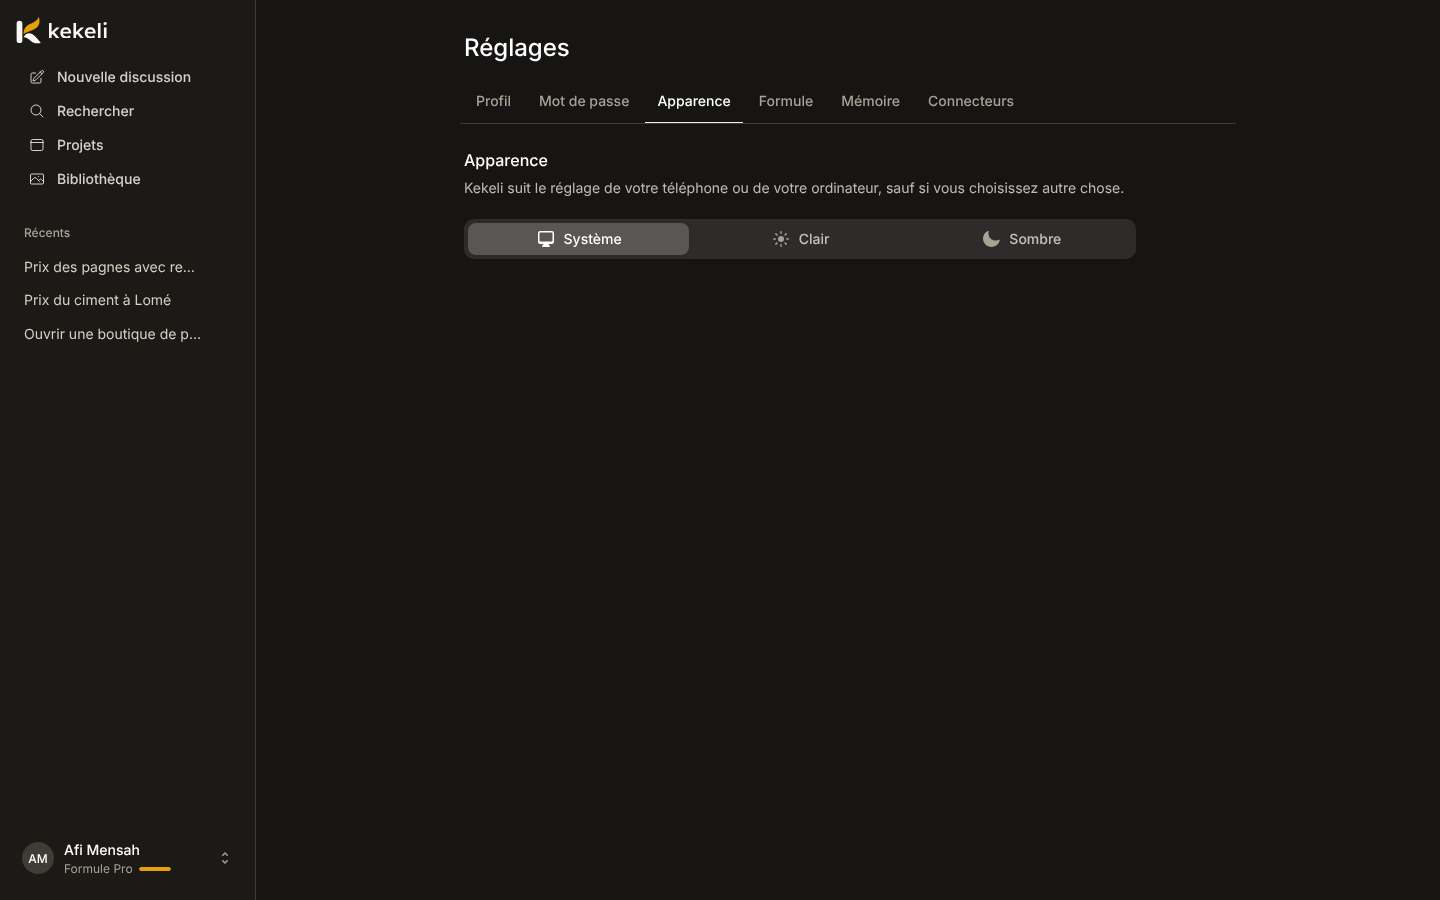 kekeli
Nouvelle discussion
Rechercher
Projets
Bibliothèque
Récents
Prix des pagnes avec re...
Prix du ciment à Lomé
Ouvrir une boutique de p...
AM
Afi Mensah
Formule Pro
Réglages
Profil Mot de passe Apparence Formule Mémoire Connecteurs
Apparence
Kekeli suit le réglage de votre téléphone ou de votre ordinateur, sauf si vous choisissez autre chose.
Système Clair Sombre